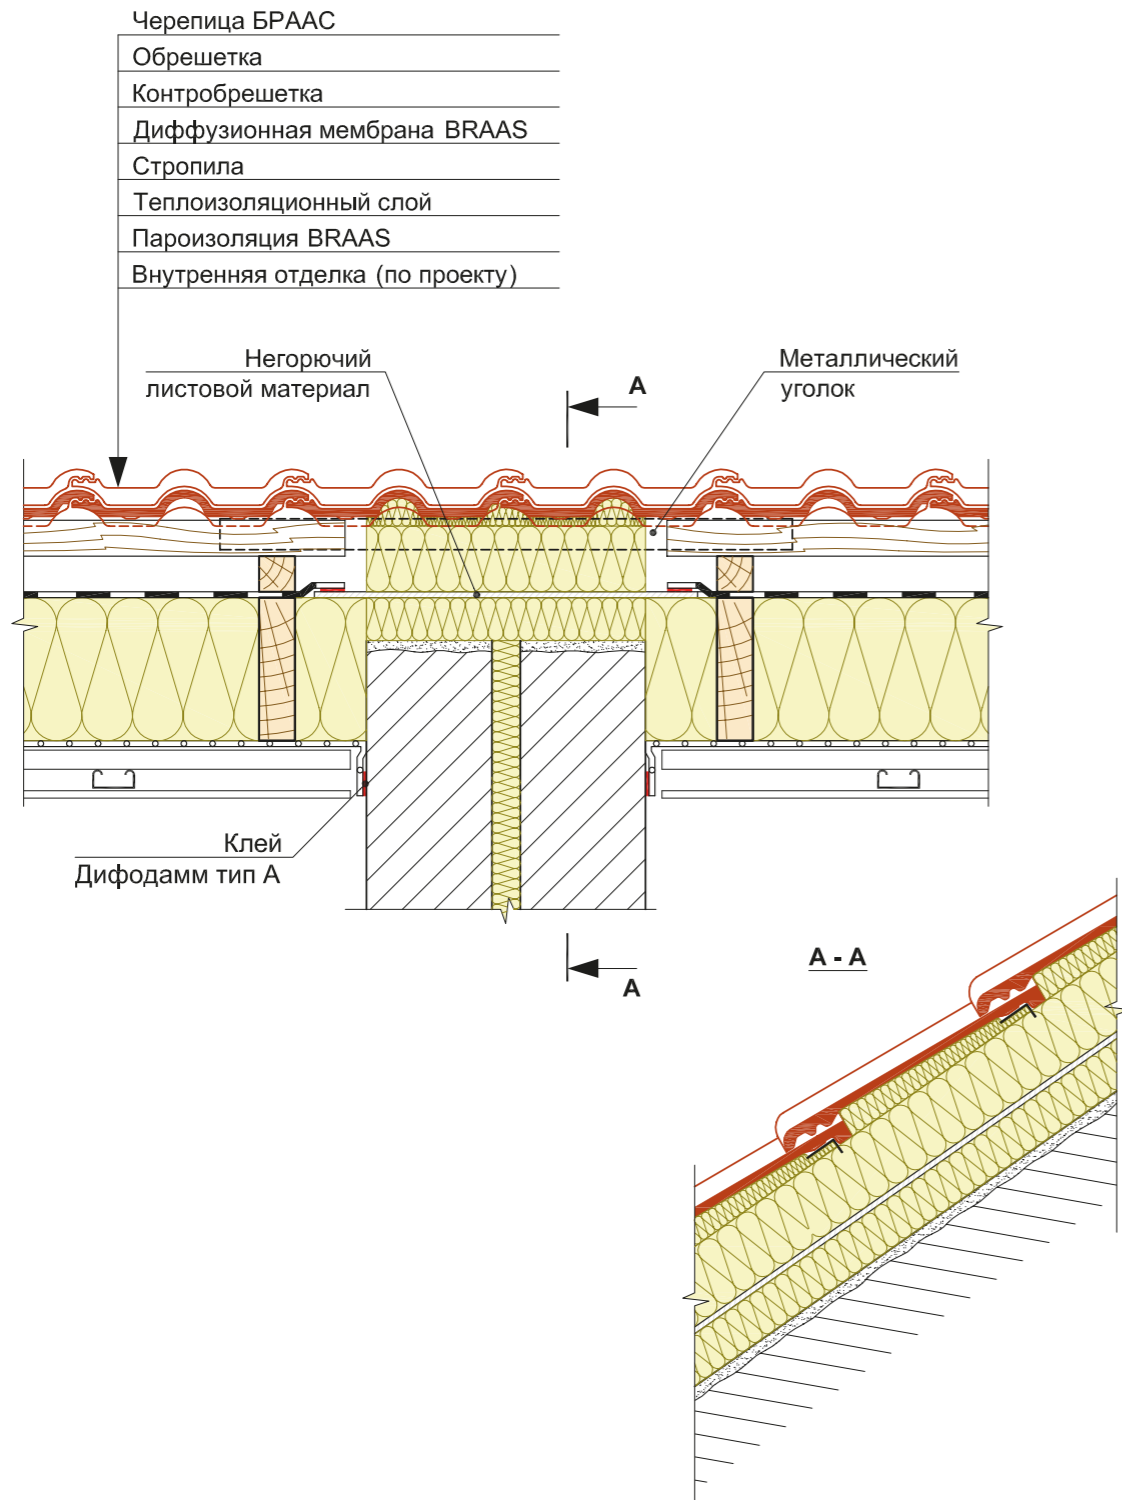 Черепица БРААС
Обрешетка
Контробрешетка
Диффузионная мембрана BRAAS
Стропила
Теплоизоляционный слой
Пароизоляция BRAAS
Внутренняя отделка (по проекту)
Негорючий
листовой материал
Металлический
уголок
А
Клей
Дифодамм тип А
А
А - А